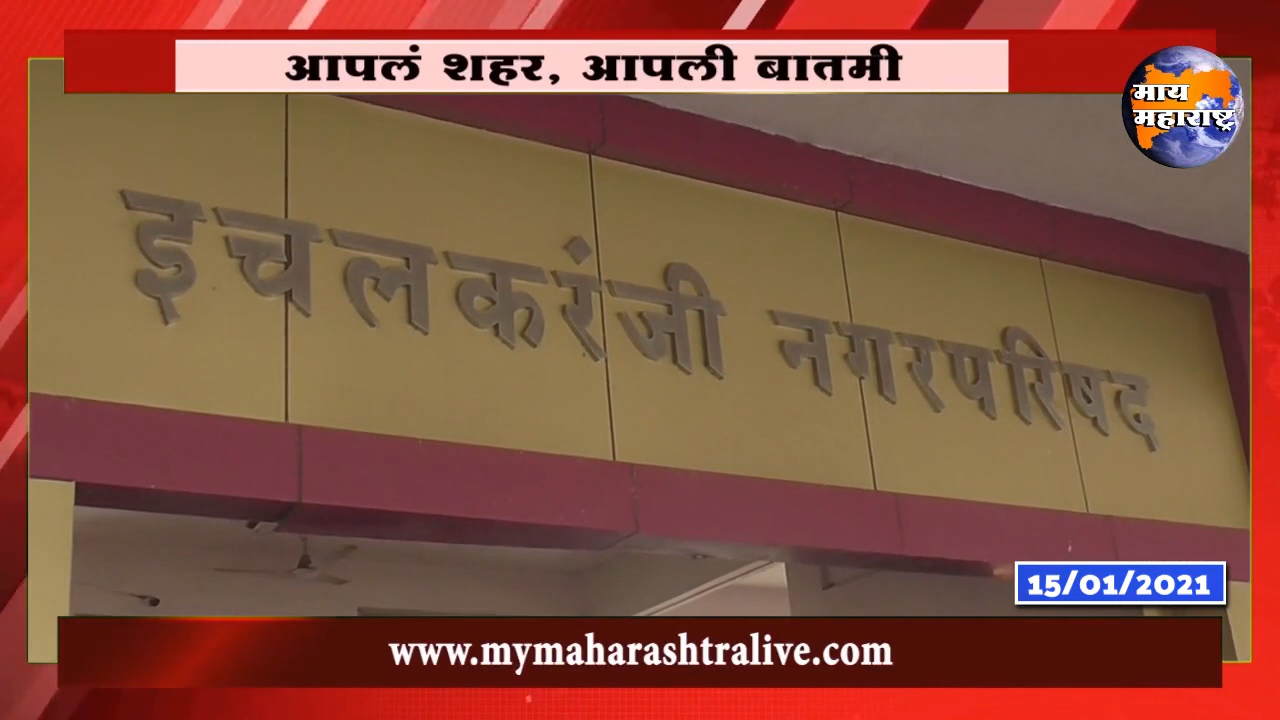 आपलं शहर, आपली बातमी
माय
महाराष्ट्र
इचलकरंजी नगरपरिषद
15/01/2021
www.mymaharashtralive.com